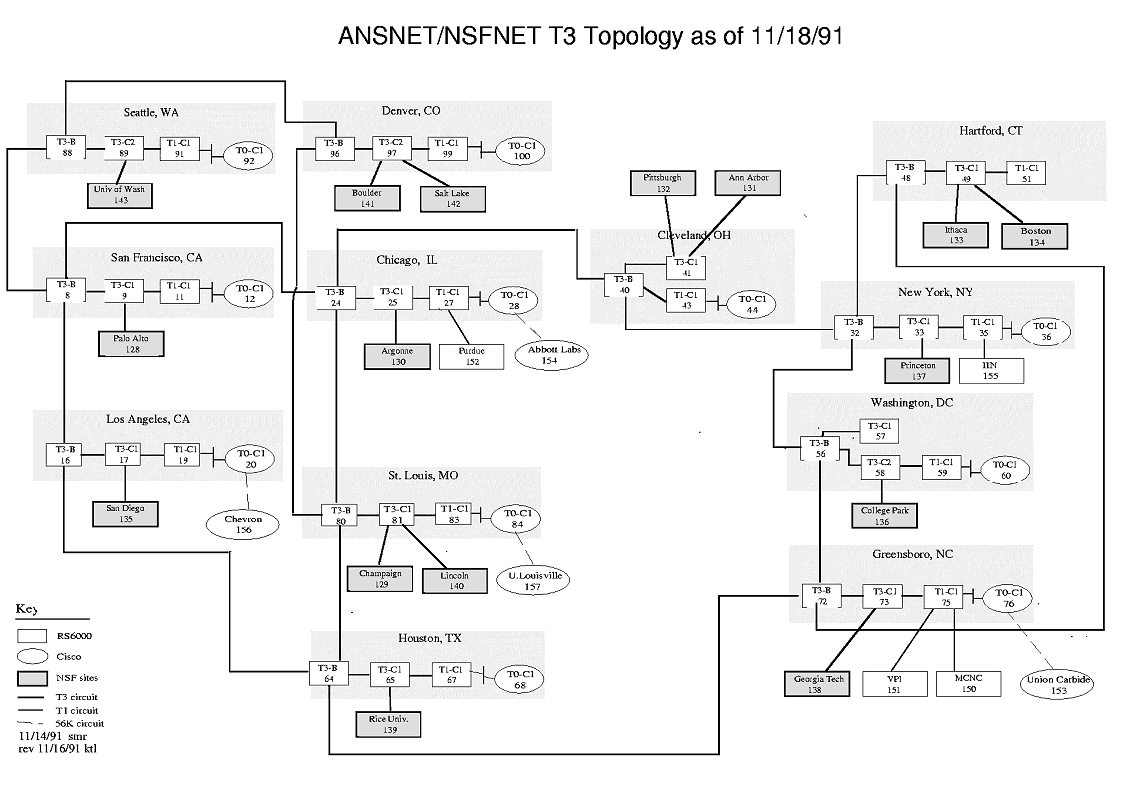 ANSNET/NSFNET T3 Topology as of 11/18/91
Seattle, WA
T3-B
88
T3-C2
89
T1-C1
91
T0-C1
92
Univ of Wash
143
Denver, CO
T3-B
96
T3-C2
97
T1-C1
99
T0-C1
100
Boulder
141
Salt Lake
142
Hartford, CT
T3-B
48
T3-C1
49
T1-C1
51
Ithaca
133
Boston
134
Pittsburgh
132
Ann Arbor
131
Cleveland, OH
T3-B
40
T3-C1
41
T1-C1
43
T0-C1
44
San Francisco, CA
T3-B
8
T3-C1
9
T1-C1
11
T0-C1
12
Palo Alto
128
Chicago, IL
T3-B
24
T3-C1
25
T1-C1
27
T0-C1
28
Argonne
130
Purdue
152
Abbott Labs
154
New York, NY
T3-B
32
T3-C1
33
T1-C1
35
T0-C1
36
Princeton
137
155
Los Angeles, CA
T3-B
16
T3-C1
17
T1-C1
19
T0-C1
20
San Diego
135
Chevron
156
Washington, DC
T3-B
56
T3-C1
57
T3-C2
58
T1-C1
59
T0-C1
60
College Park
136
St. Louis, MO
T3-B
80
T3-C1
81
T1-C1
83
T0-C1
84
Champaign
129
Lincoln
140
U.Louisville
157
Greensboro, NC
T3-B
72
T3-C1
73
T1-C1
75
T0-C1
76
Georgia Tech
138
VPI
151
MCNC
150
Union Carbide
153
Houston, TX
T3-B
64
T3-C1
65
T1-C1
67
T0-C1
68
Rice Univ.
139
Key
RS6000
Cisco
NSF sites
T3 circuit
T1 circuit
56K circuit
11/14/91 smr
rev 11/16/91 ktl